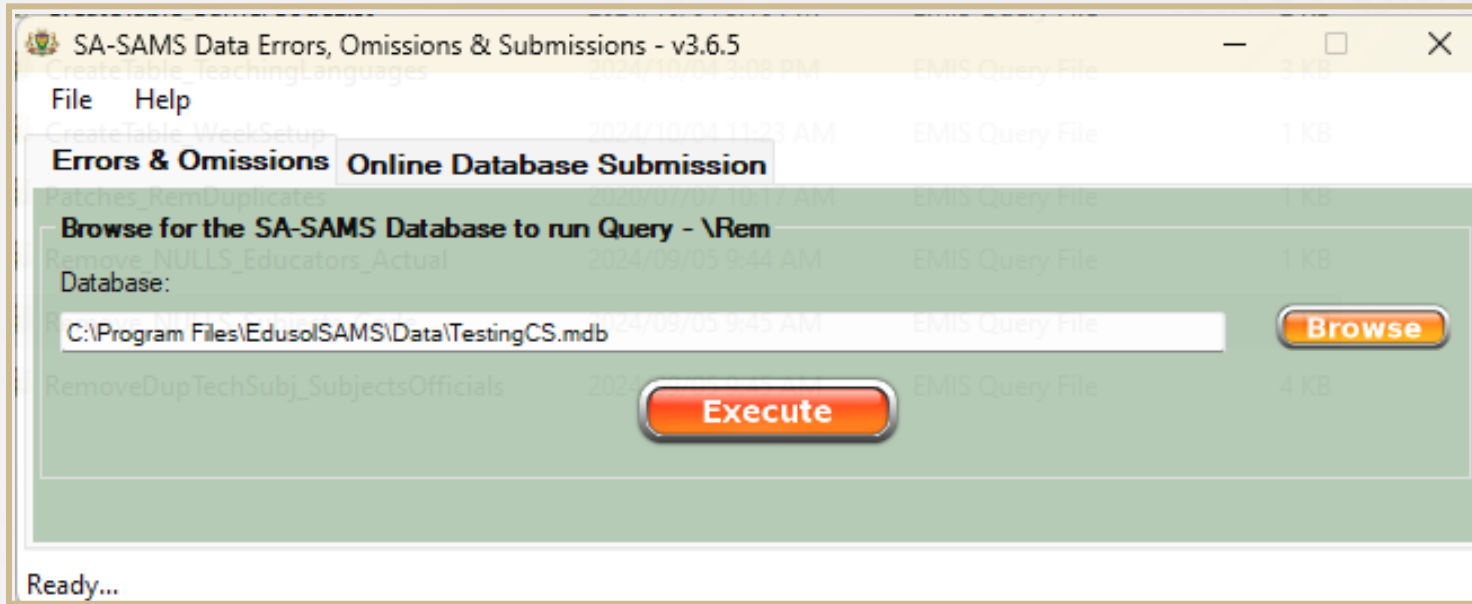 SA-SAMS Data Errors, Omissions & Submissions - v3.6.5
CreateTable_TeachingLanguages 2024/10/04 3:08 PM EMIS Query File 3 KB
File Help
CreateTable_WeekSetup 2024/10/04 11:23 AM EMIS Query File 1 KB
Errors & Omissions Online Database Submission
Patches_RemDuplicates 2020/07/07 10:17 AM EMIS Query File 1 KB
Browse for the SA-SAMS Database to run Query - \Rem
Remove_NULLS_Educators_Actual 2024/09/05 9:44 AM EMIS Query File 1 KB
Database:
C:\Program Files\EdusolSAMS\Data\TestingCS.mdb
2024/09/05 9:45 AM EMIS Query File
Browse
RemoveDupTechSubj_SubjectsOfficials EMIS Query File 4 KB
Execute
Ready...